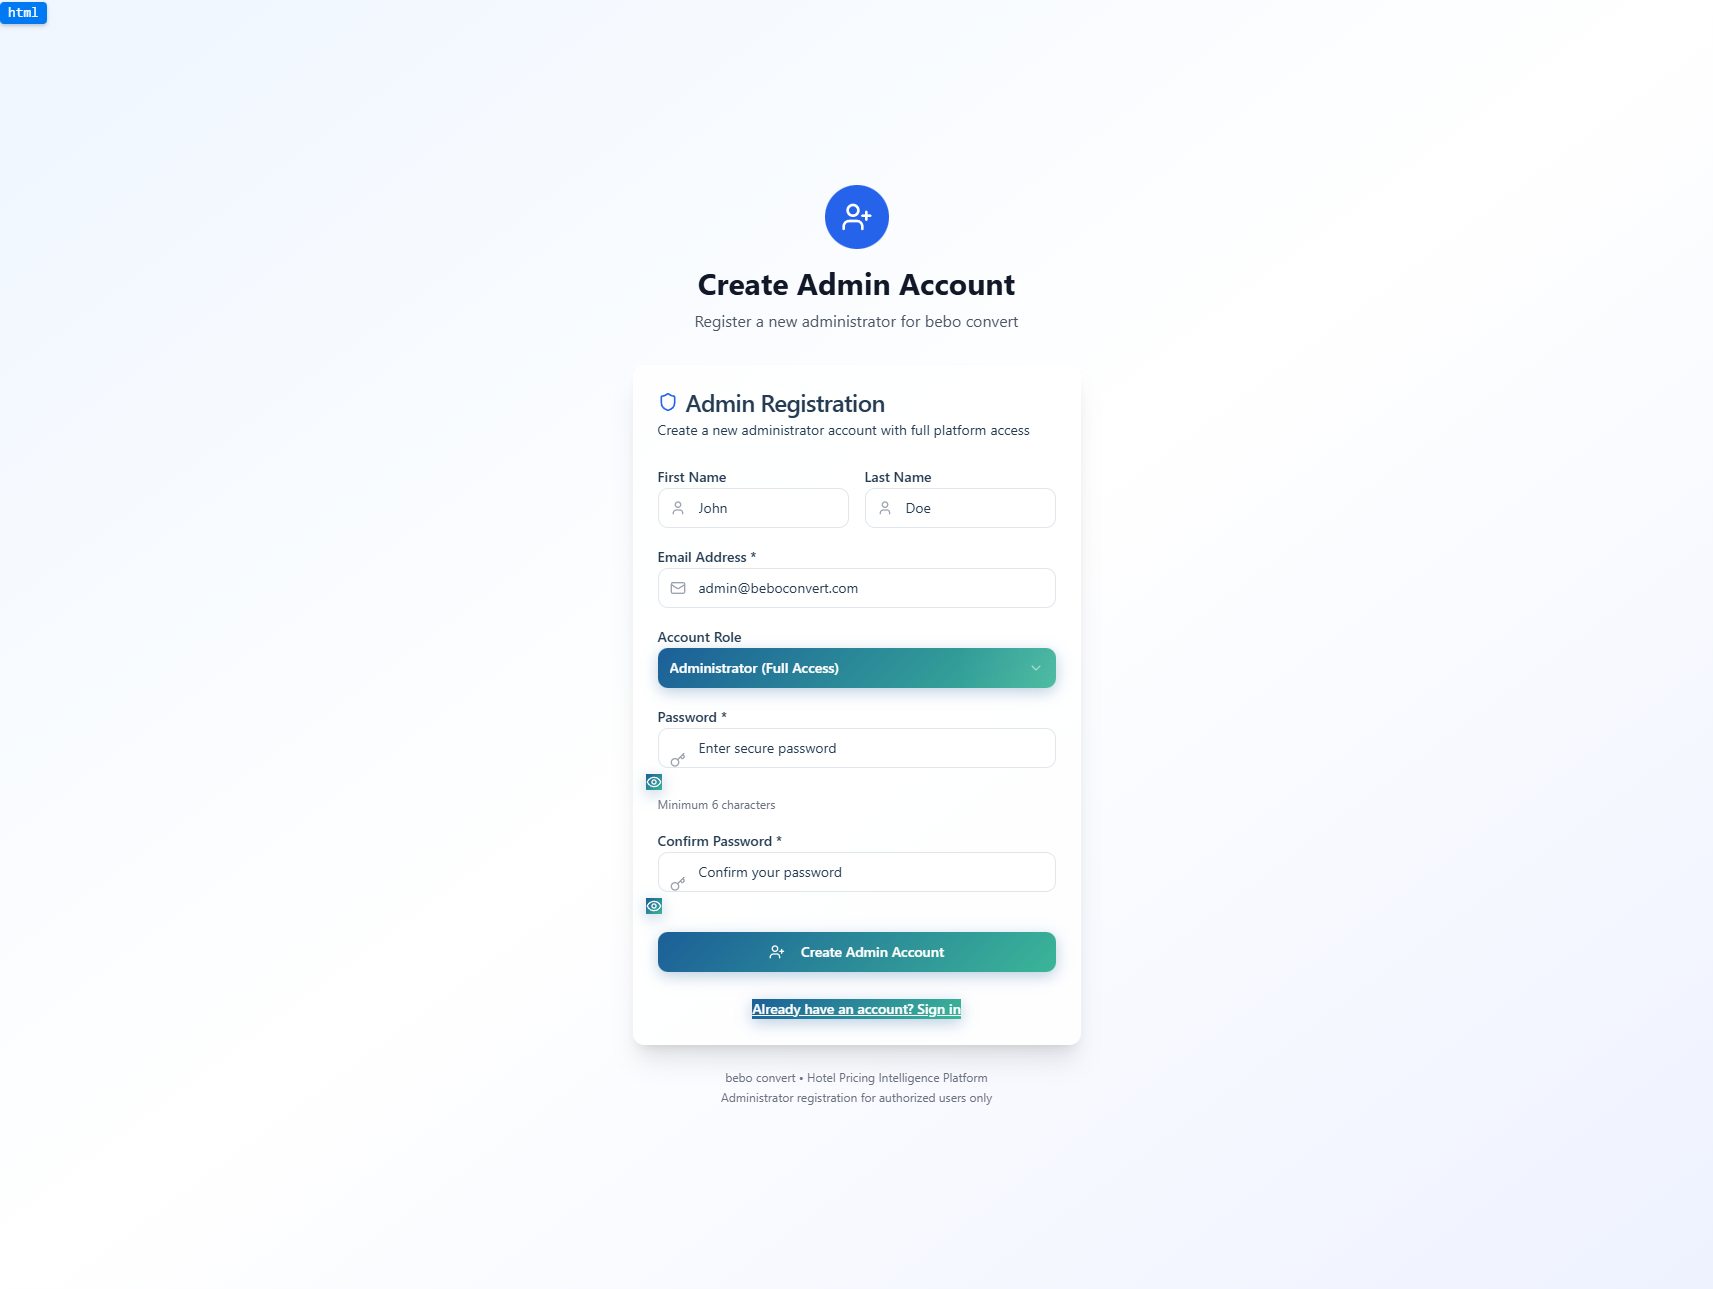 html
Create Admin Account
Register a new administrator for bebo convert
Admin Registration
Create a new administrator account with full platform access
First Name
Last Name
John
Doe
Email Address *
admin@beboconvert.com
Account Role
Administrator (Full Access)
Password *
Enter secure password
Minimum 6 characters
Confirm Password *
Confirm your password
Create Admin Account
Already have an account? Sign in
bebo convert • Hotel Pricing Intelligence Platform
Administrator registration for authorized users only